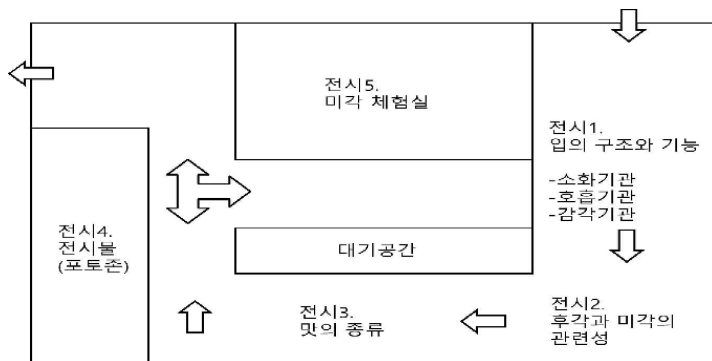 전시5.
미각 체험실
전시1.
입의 구조와 기능
-소화기관
-호흡기관
-감각기관
전시4.
전시물
(포토존)
대기공간
전시3.
맛의 종류
전시2.
후각과 미각의
관련성